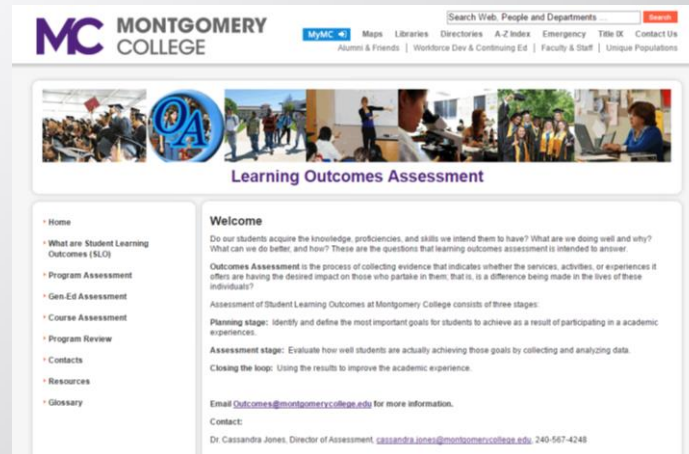 MC MONTGOMERY
COLLEGE
Search Web, People and Departments ...
Search
MyMC Maps Libraries Directories A-Z Index Emergency Title IX Contact Us
Alumni & Friends | Workforce Dev & Continuing Ed | Faculty & Staff | Unique Populations
OA
Learning Outcomes Assessment
Home
What are Student Learning
Outcomes (SLO)
Program Assessment
Gen-Ed Assessment
Course Assessment
Program Review
Contacts
Resources
Glossary
Welcome
Do our students acquire the knowledge, proficiencies, and skills we intend them to have? What are we doing well and why?
What can we do better, and how? These are the questions that learning outcomes assessment is intended to answer.
Outcomes Assessment is the process of collecting evidence that indicates whether the services, activities, or experiences it
offers are having the desired impact on those who partake in them; that is, is a difference being made in the lives of these
individuals?
Assessment of Student Learning Outcomes at Montgomery College consists of three stages:
Planning stage: Identify and define the most important goals for students to achieve as a result of participating in a academic
experiences.
Assessment stage: Evaluate how well students are actually achieving those goals by collecting and analyzing data.
Closing the loop: Using the results to improve the academic experience.
Email Outcomes@montgomerycollege.edu for more information.
Contact:
Dr. Cassandra Jones, Director of Assessment, cassandra.jones@montgomerycollege.edu, 240-567-4248